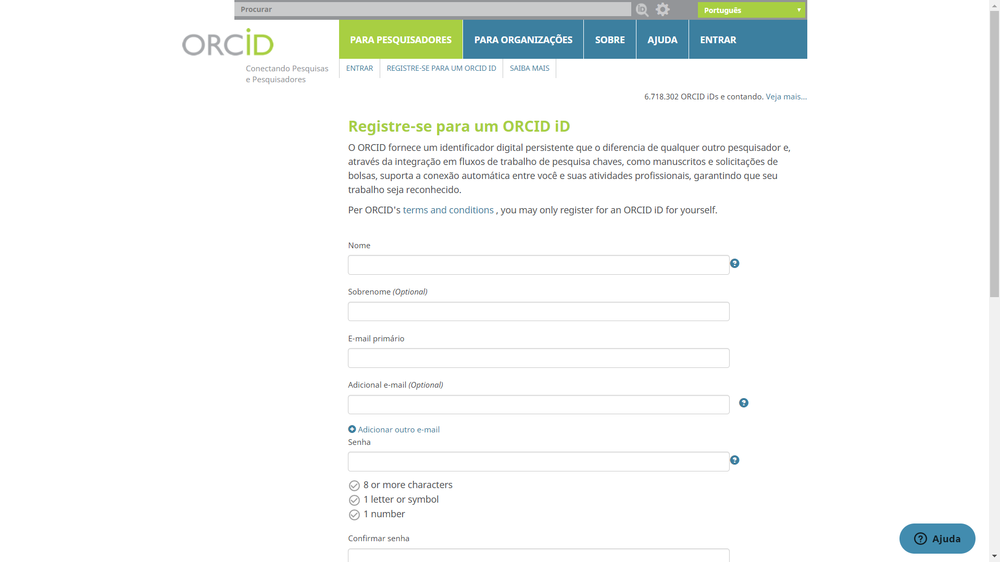 Procurar
Português
ORCID
Conectando Pesquisas
e Pesquisadores
PARA PESQUISADORES
PARA ORGANIZAÇÕES
SOBRE
AJUDA
ENTRAR
ENTRAR
REGISTRE-SE PARA UM ORCID ID
SAIBA MAIS
6.718.302 ORCID iDs e contando. Veja mais...
Registre-se para um ORCID iD
O ORCID fornece um identificador digital persistente que o diferencia de qualquer outro pesquisador e,
através da integração em fluxos de trabalho de pesquisa chaves, como manuscritos e solicitações de
bolsas, suporta a conexão automática entre você e suas atividades profissionais, garantindo que seu
trabalho seja reconhecido.
Per ORCID's terms and conditions , you may only register for an ORCID iD for yourself.
Nome
Sobrenome (Optional)
E-mail primário
Adicional e-mail (Optional)
Adicionar outro e-mail
Senha
8 or more characters
1 letter or symbol
1 number
Confirmar senha
Ajuda